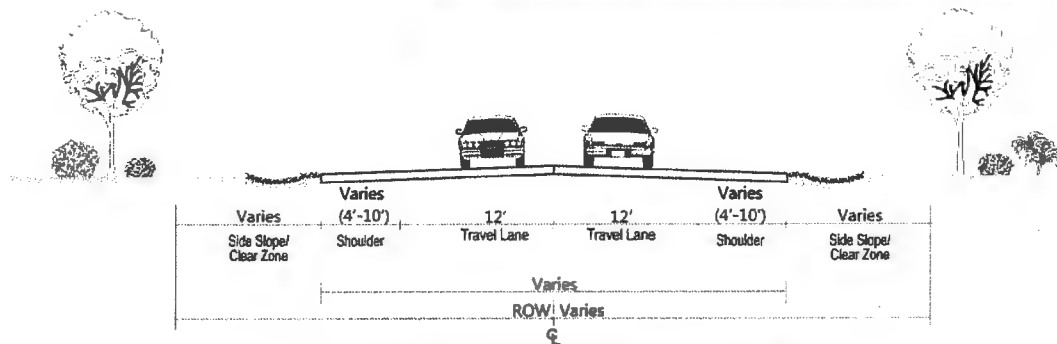 Varies Varies
Varies (4'-10') 12' 12' (4'-10') Varies
Side Slope/ Shoulder Travel Lane Travel Lane Shoulder Side Slope/
Clear Zone Clear Zone
Varies
ROW Varies
℄